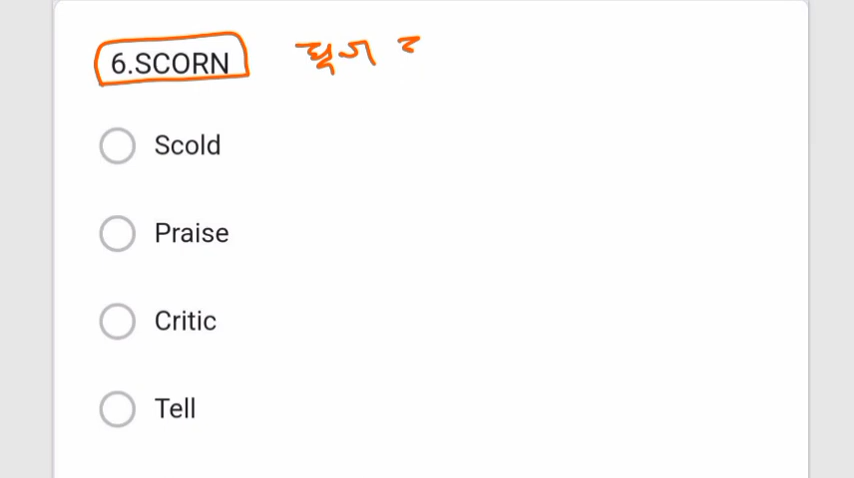 6.SCORN
Scold
Praise
Critic
Tell